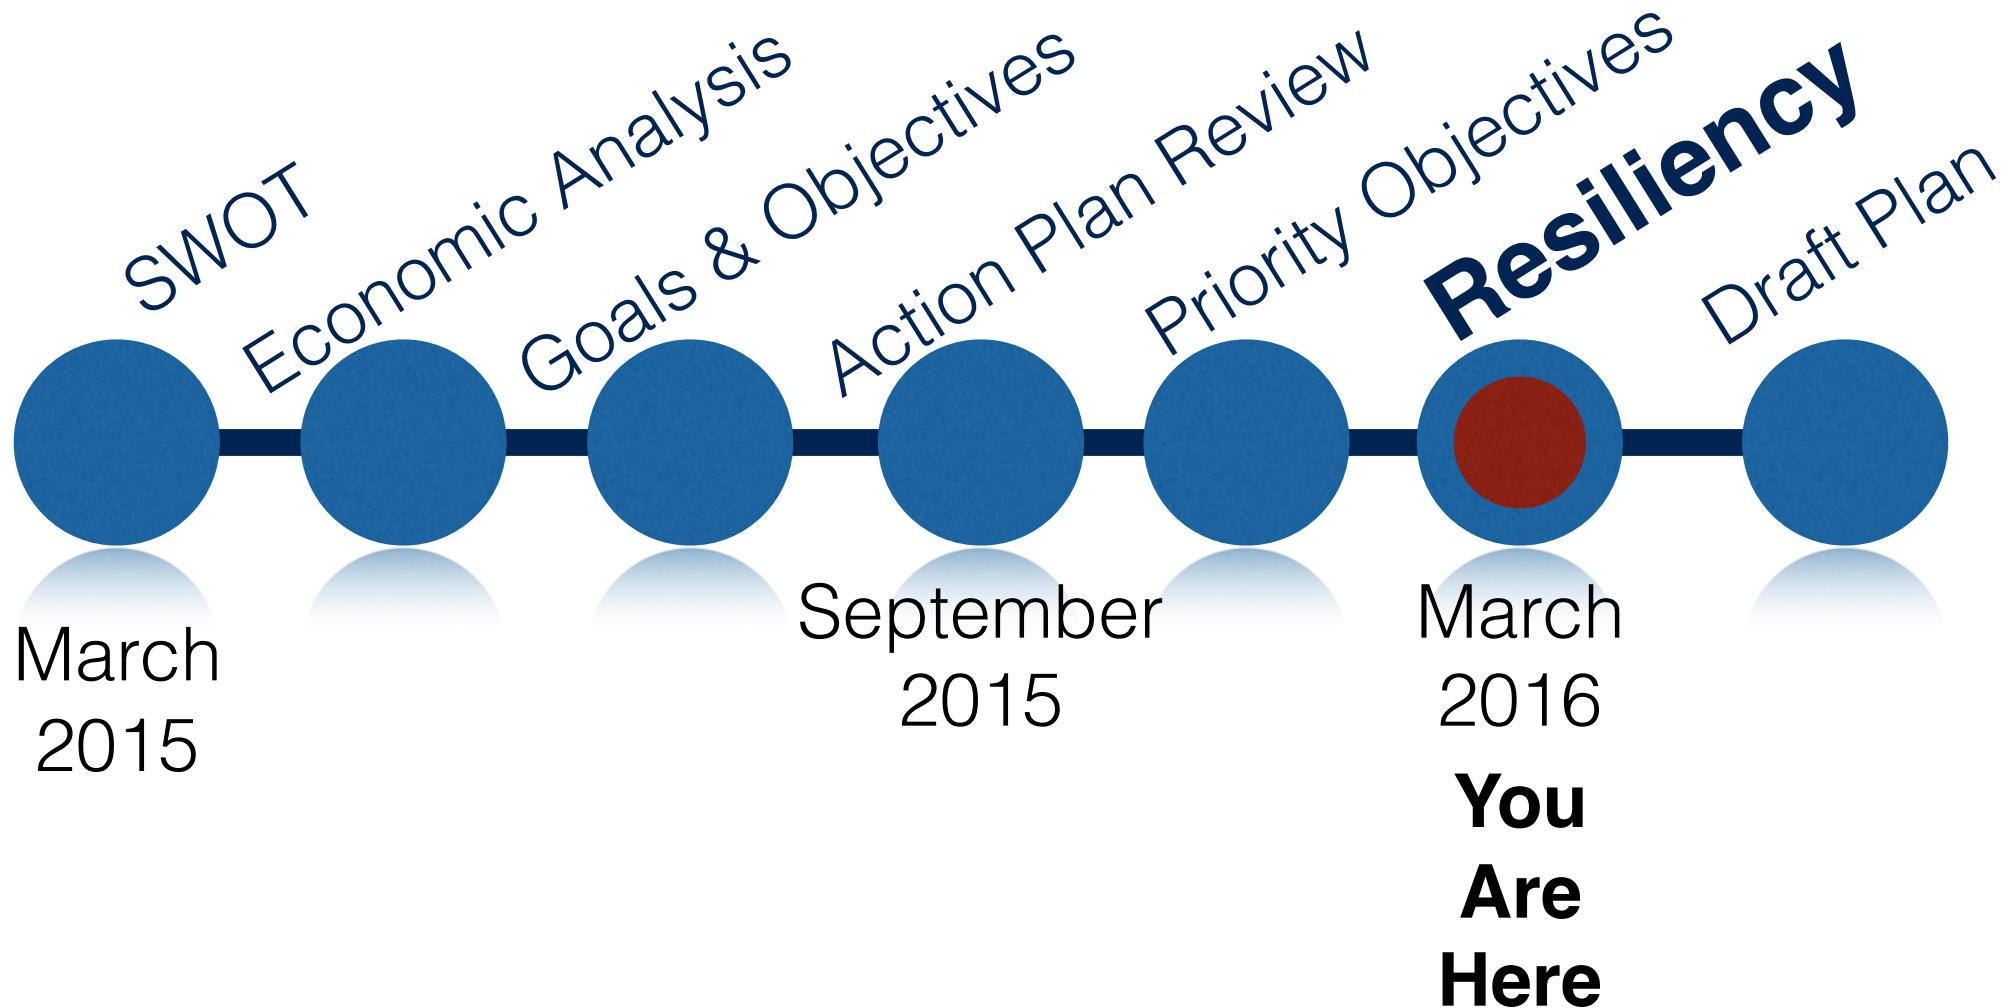 SWOT
Economic Analysis
Goals & Objectives
Action Plan Review
Priority Objectives
Resiliency
Draft Plan
March
2015
September
2015
March
2016
You
Are
Here